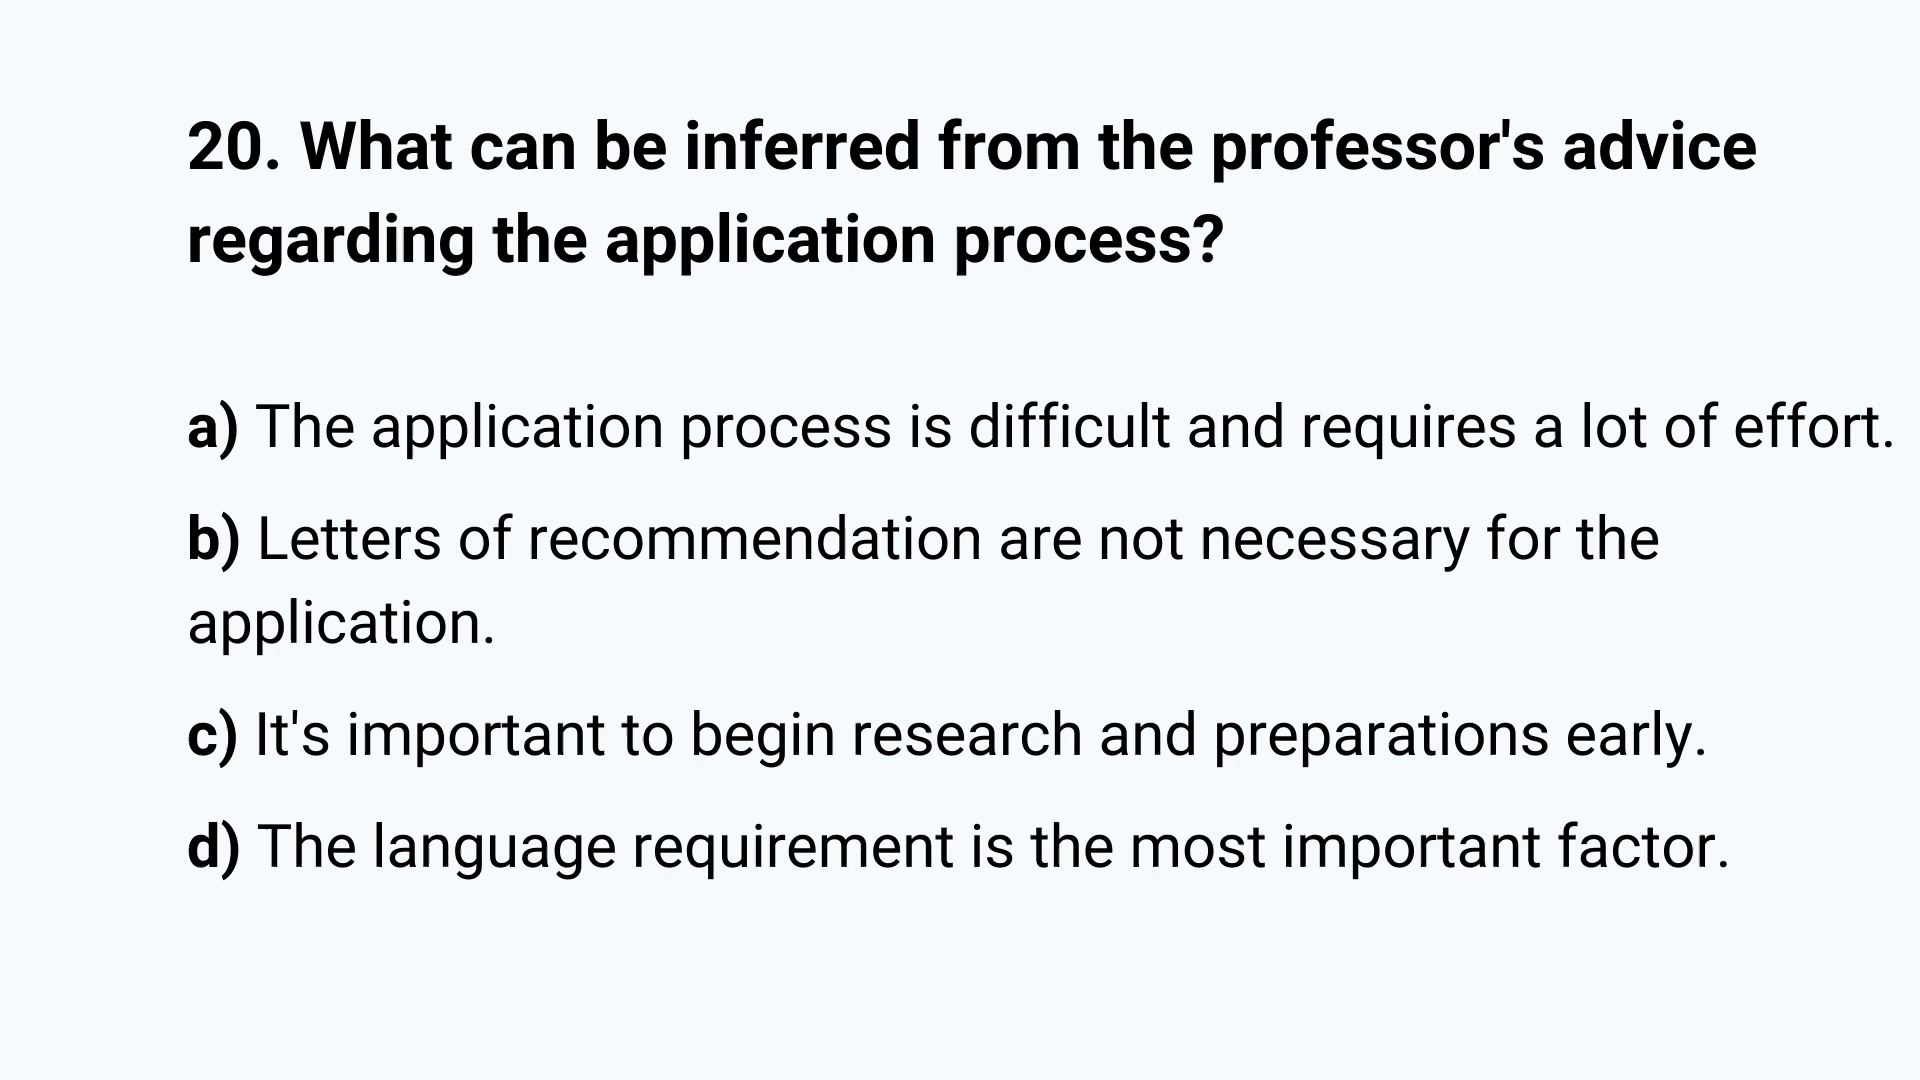 20. What can be inferred from the professor's advice
regarding the application process?
a) The application process is difficult and requires a lot of effort.
b) Letters of recommendation are not necessary for the
application.
c) It's important to begin research and preparations early.
d) The language requirement is the most important factor.